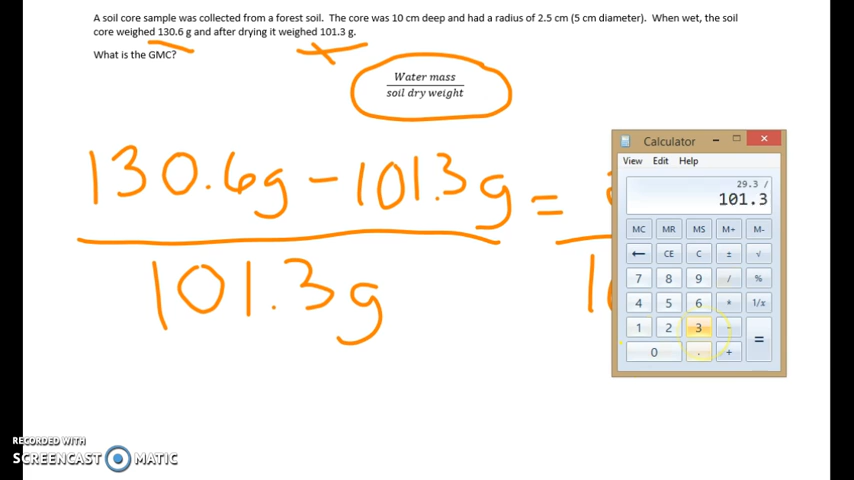 A soil core sample was collected from a forest soil. The core was 10 cm deep and had a radius of 2.5 cm (5 cm diameter). When wet, the soil
core weighed 130.6 g and after drying it weighed 101.3 g.
What is the GMC?
Water mass
soil dry weight
130.6g - 101.3g =
101.3g
10
Calculator
View Edit Help
29.3 /
101.3
MC MR MS M+ M-
← CE C ± √
7 8 9 / %
4 5 6 * 1/x
1 2 3 - =
0 . +
RECORDED WITH
SCREENCAST MATIC